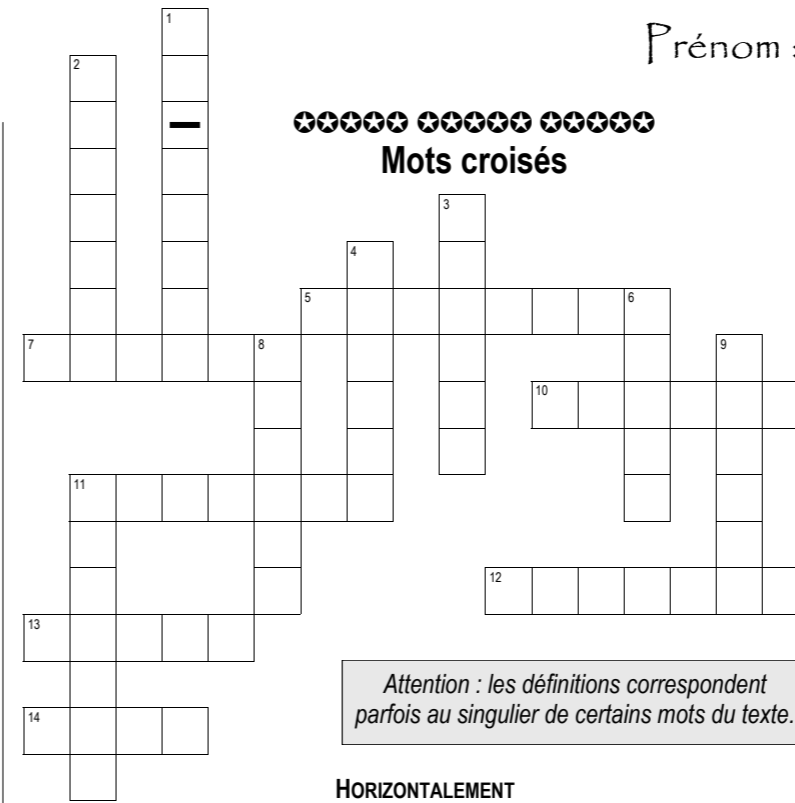 Prénom :
✪✪✪✪✪ ✪✪✪✪✪ ✪✪✪✪✪
Mots croisés
1
2
3
4
5
6
7
8
9
10
11
12
13
14
Attention : les définitions correspondent
parfois au singulier de certains mots du texte.
HORIZONTALEMENT